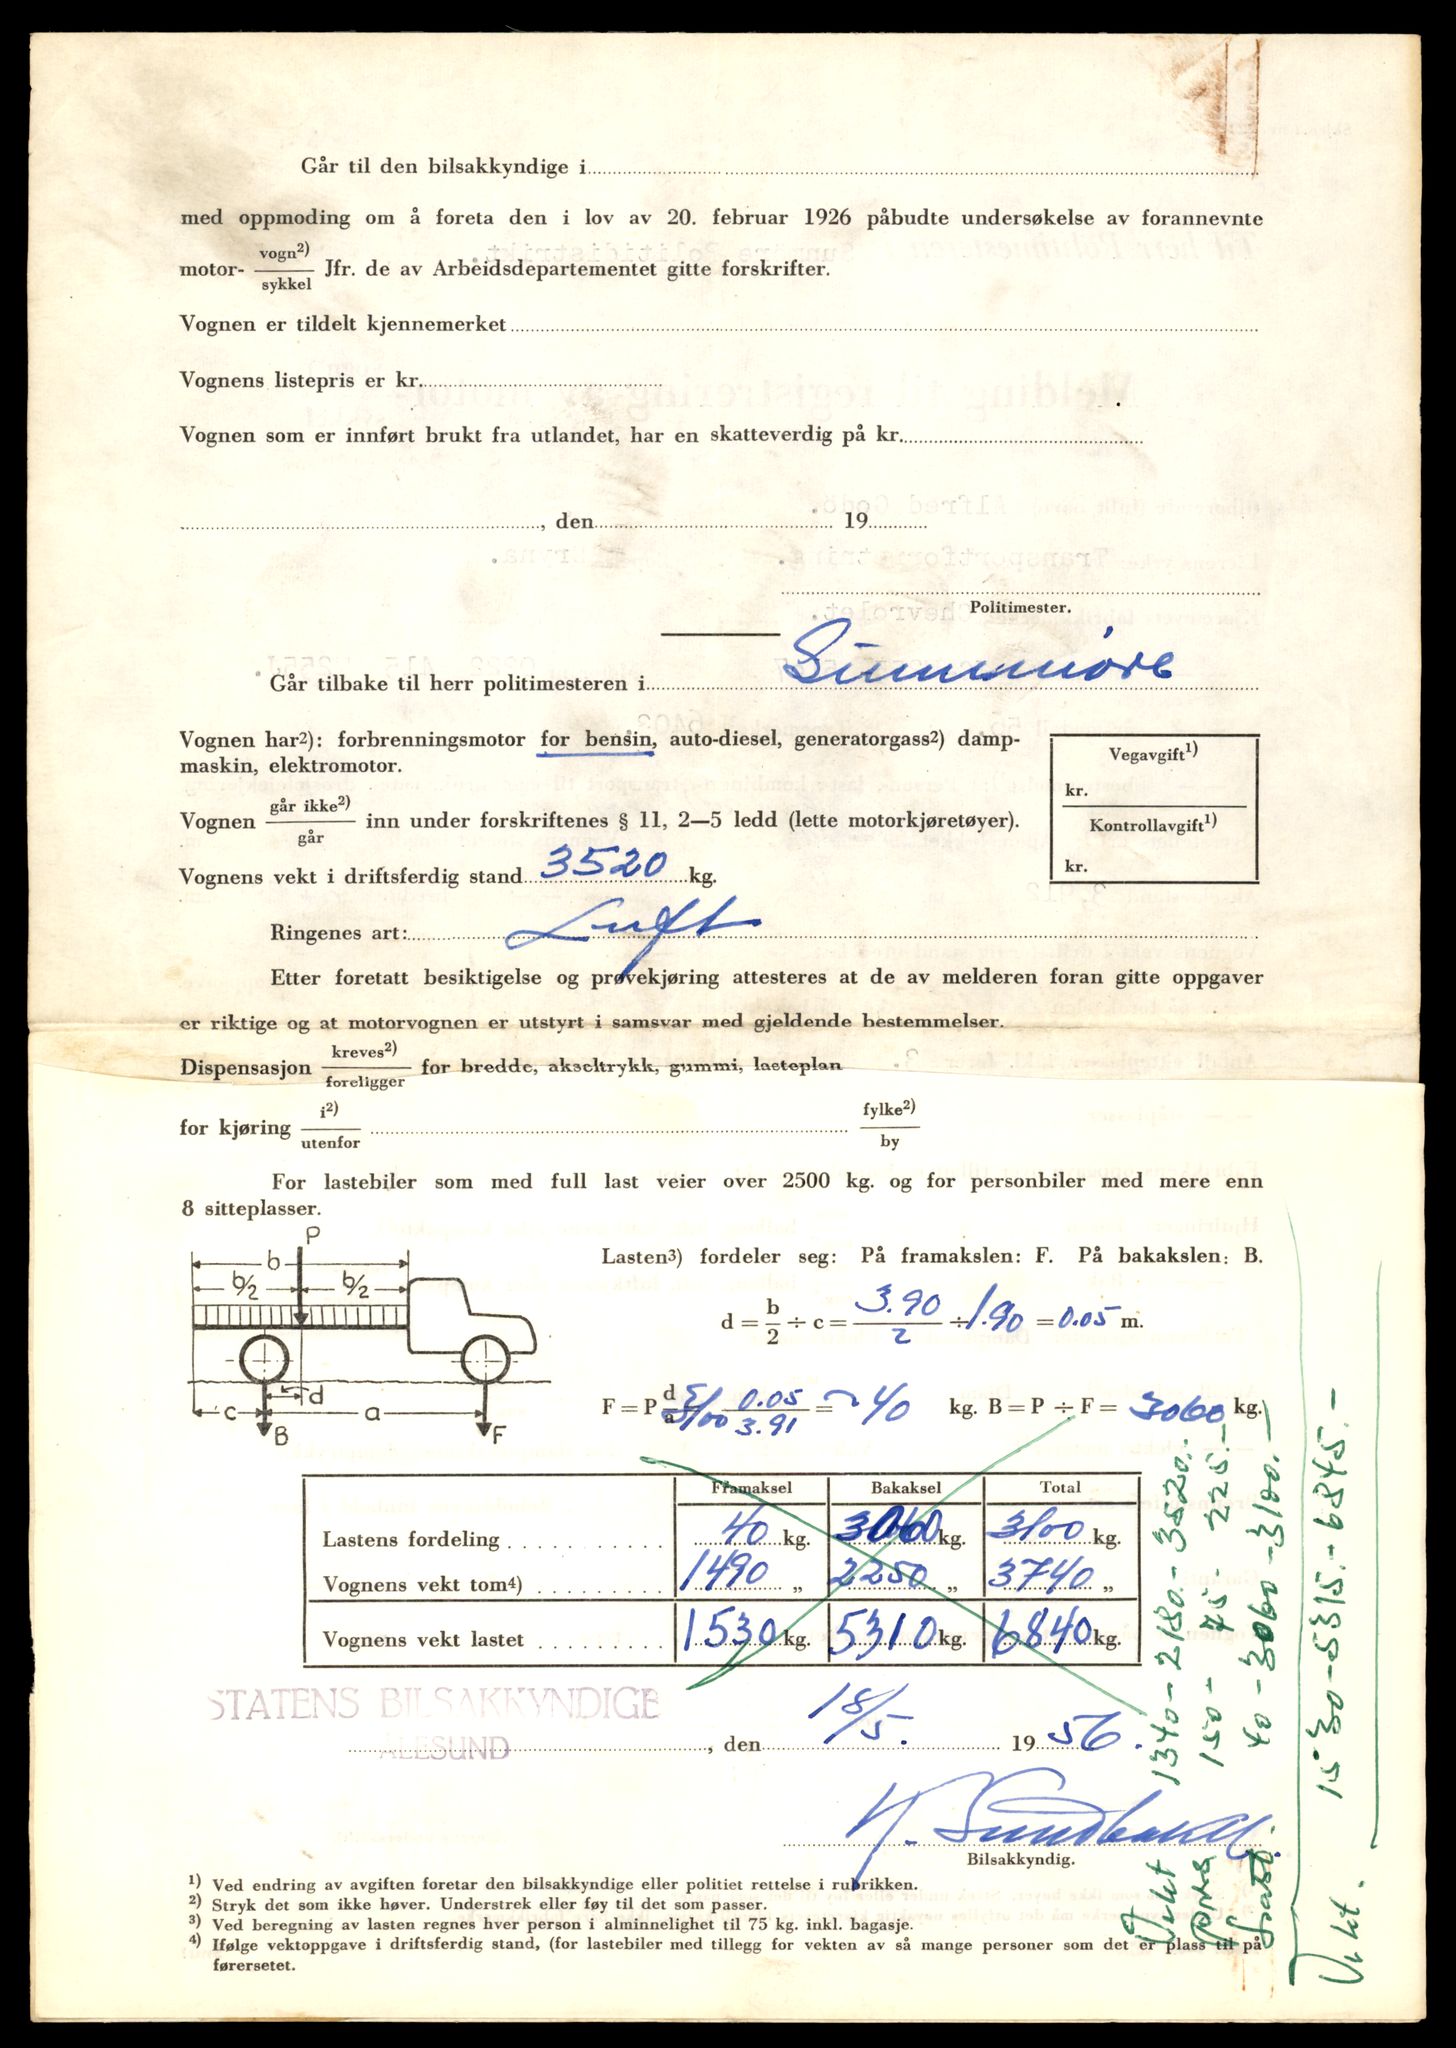 Går til den bilsakkyndige i
med oppmoding om å foreta den i lov av 20. februar 1926 påbudte undersøkelse av forannevnte
motor- vogn²) / sykkel Jfr. de av Arbeidsdepartementet gitte forskrifter.
Vognen er tildelt kjennemerket
Vognens listepris er kr.
Vognen som er innført brukt fra utlandet, har en skatteverdig på kr.
, den 19
Politimester.
Går tilbake til herr politimesteren i Sunnmøre
Vognen har²): forbrenningsmotor for bensin, auto-diesel, generatorgass²) damp-
maskin, elektromotor.
Vegavgift¹)
kr.
Kontrollavgift¹)
kr.
Vognen går ikke²) / går inn under forskriftenes § 11, 2—5 ledd (lette motorkjøretøyer).
Vognens vekt i driftsferdig stand 3520 kg.
Ringenes art: Luft
Etter foretatt besiktigelse og prøvekjøring attesteres at de av melderen foran gitte oppgaver
er riktige og at motorvognen er utstyrt i samsvar med gjeldende bestemmelser.
Dispensasjon kreves²) / foreligger for bredde, akseltrykk, gummi, lasteplan
for kjøring i²) / utenfor fylke²) / by
For lastebiler som med full last veier over 2500 kg. og for personbiler med mere enn
8 sitteplasser.
P
b
b/2 b/2
d
c a
B F
Lasten³) fordeler seg: På framakslen: F. På bakakslen: B.
d = b/2 ÷ c = 3.90/2 ÷ 1.90 = 0.05 m.
F = P d/a 3100 0.05/3.91 = ~ 40 kg. B = P ÷ F = 3060 kg.
Framaksel Bakaksel Total
Lastens fordeling 40 kg. 3060 kg. 3100 kg.
Vognens vekt tom⁴) 1490 „ 2250 „ 3740 „
Vognens vekt lastet 1530 kg. 5310 kg. 6840 kg.
STATENS BILSAKKYNDIGE
ÅLESUND
, den 18/5. 19 56.
K. Sundbakk
Bilsakkyndig.
¹) Ved endring av avgiften foretar den bilsakkyndige eller politiet rettelse i rubrikken.
²) Stryk det som ikke høver. Understrek eller føy til det som passer.
³) Ved beregning av lasten regnes hver person i alminnelighet til 75 kg. inkl. bagasje.
⁴) Ifølge vektoppgave i driftsferdig stand, (for lastebiler med tillegg for vekten av så mange personer som det er plass til på
førersetet.
Vekt 1340 - 2180. - 3520.
Pers 150 - 75 - 225. -
Last. 40 - 3060 - 3100. -
Vekt. 1530 - 5315. - 6845. -